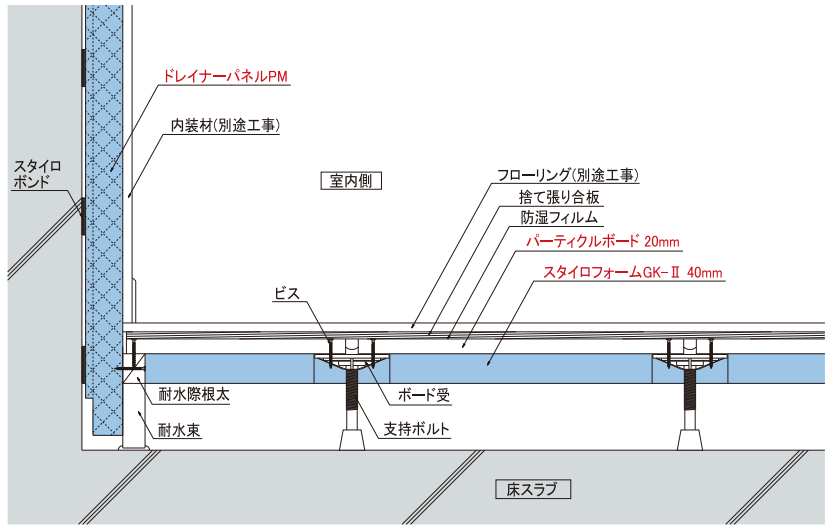 ドレイナーパネルPM
内装材(別途工事)
スタイロ
ボンド
室内側
フローリング(別途工事)
捨て張り合板
防湿フィルム
パーティクルボード 20mm
スタイロフォームGK-Ⅱ 40mm
ビス
耐水際根太
ボード受
耐水束
支持ボルト
床スラブ